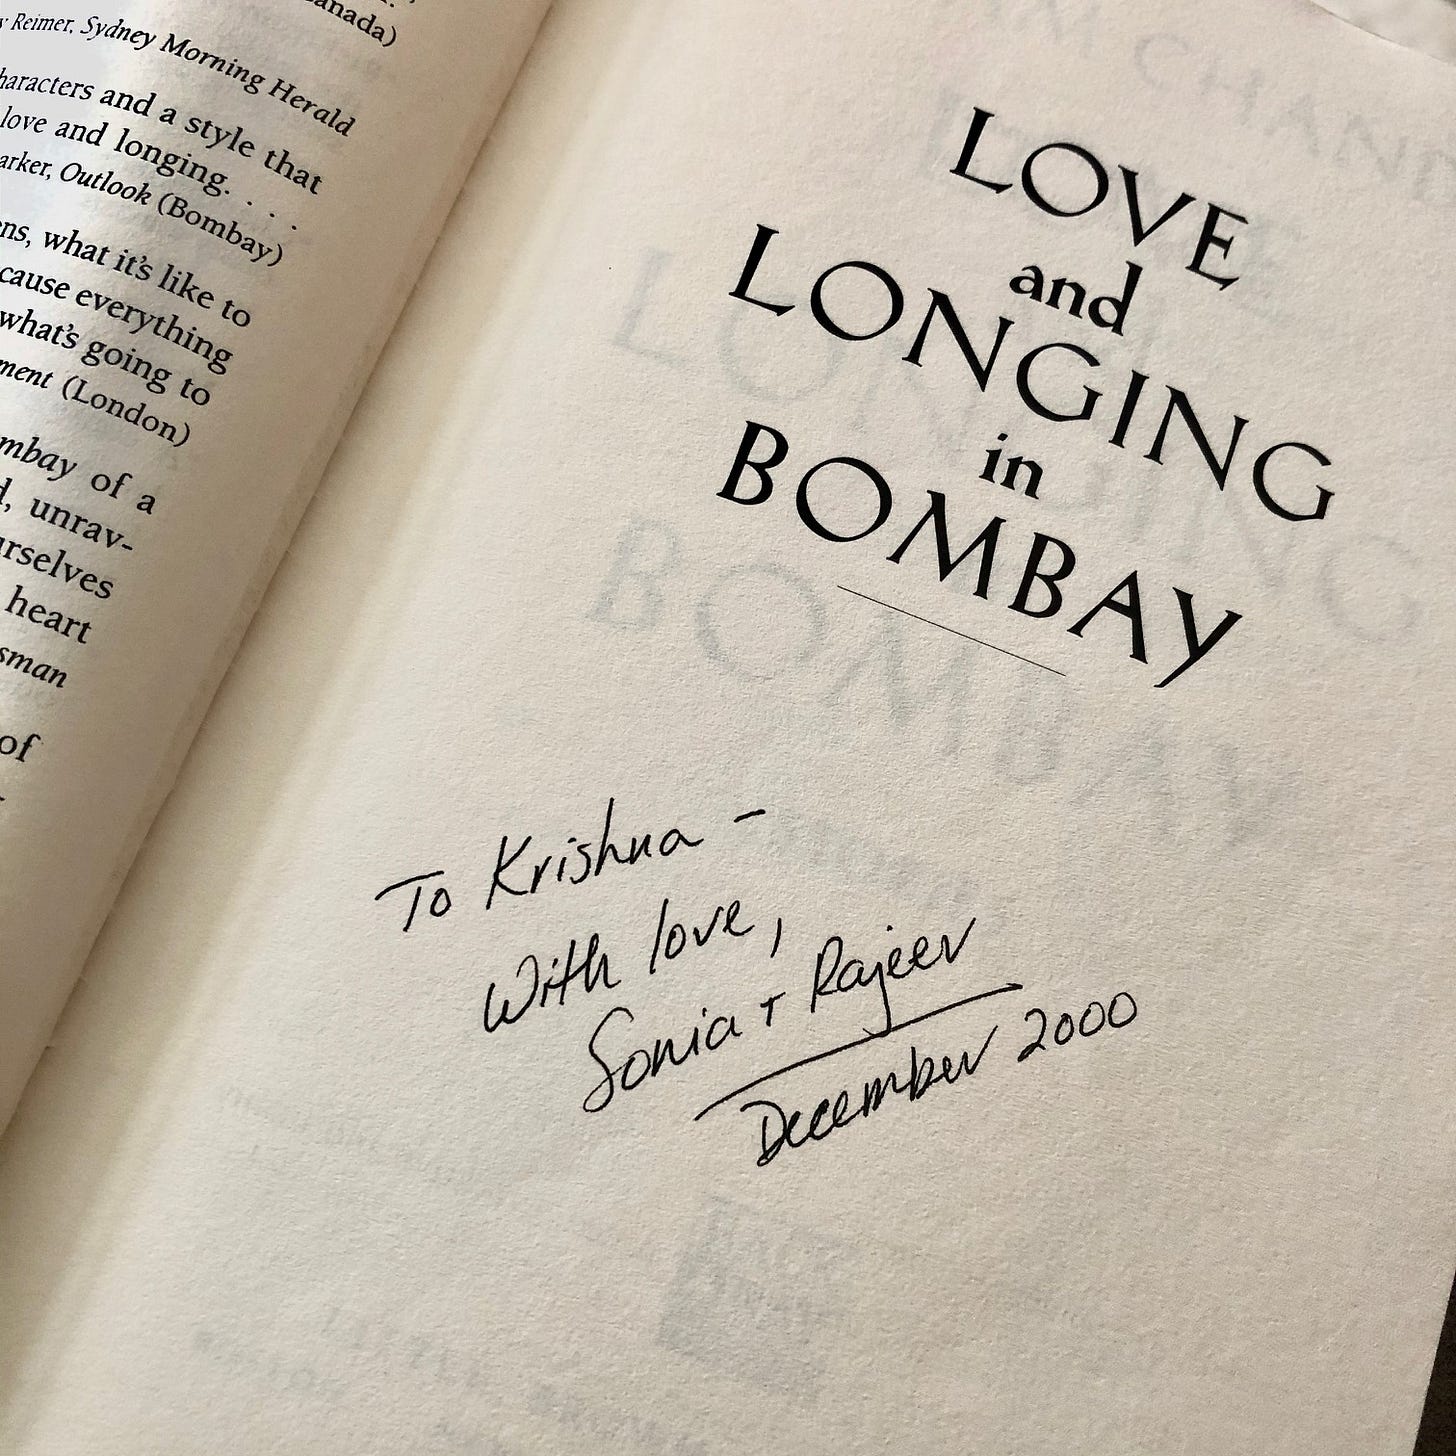 anada)
Reimer, Sydney Morning Herald
haracters and a style that
love and longing. . . .
arker, Outlook (Bombay)
ns, what it's like to
cause everything
what's going to
ment (London)
mbay of a
d, unrav-
urselves
heart
sman
of
LOVE
and
LONGING
in
BOMBAY
To Krishna –
With love,
Sonia + Rajeev
December 2000